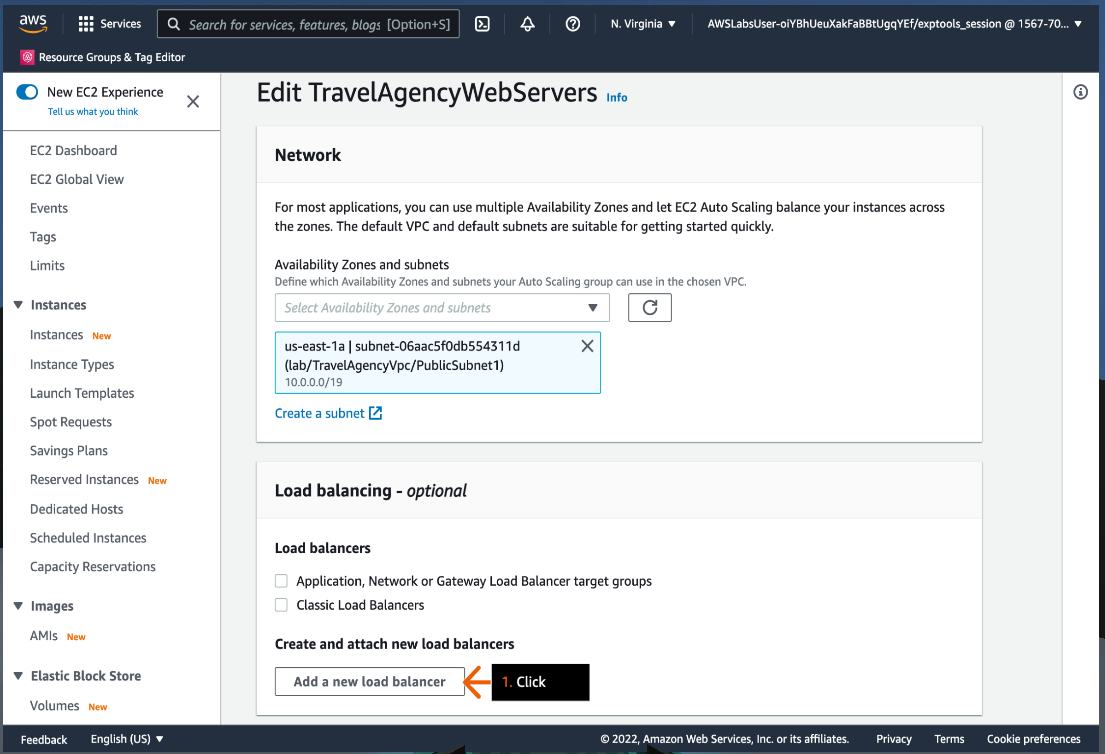 aws
Services
Search for services, features, blogs [Option+S]
N. Virginia
AWSLabsUser-oiYBhUeuXakFaBBtUgqYEf/exptools_session @ 1567-70...
Resource Groups & Tag Editor
New EC2 Experience
Tell us what you think
EC2 Dashboard
EC2 Global View
Events
Tags
Limits
Instances
Instances New
Instance Types
Launch Templates
Spot Requests
Savings Plans
Reserved Instances New
Dedicated Hosts
Scheduled Instances
Capacity Reservations
Images
AMIs New
Elastic Block Store
Volumes New
Edit TravelAgencyWebServers Info
Network
For most applications, you can use multiple Availability Zones and let EC2 Auto Scaling balance your instances across
the zones. The default VPC and default subnets are suitable for getting started quickly.
Availability Zones and subnets
Define which Availability Zones and subnets your Auto Scaling group can use in the chosen VPC.
Select Availability Zones and subnets
us-east-1a | subnet-06aac5f0db554311d
(lab/TravelAgencyVpc/PublicSubnet1)
10.0.0.0/19
Create a subnet
Load balancing - optional
Load balancers
Application, Network or Gateway Load Balancer target groups
Classic Load Balancers
Create and attach new load balancers
Add a new load balancer
1. Click
Feedback
English (US)
© 2022, Amazon Web Services, Inc. or its affiliates.
Privacy
Terms
Cookie preferences